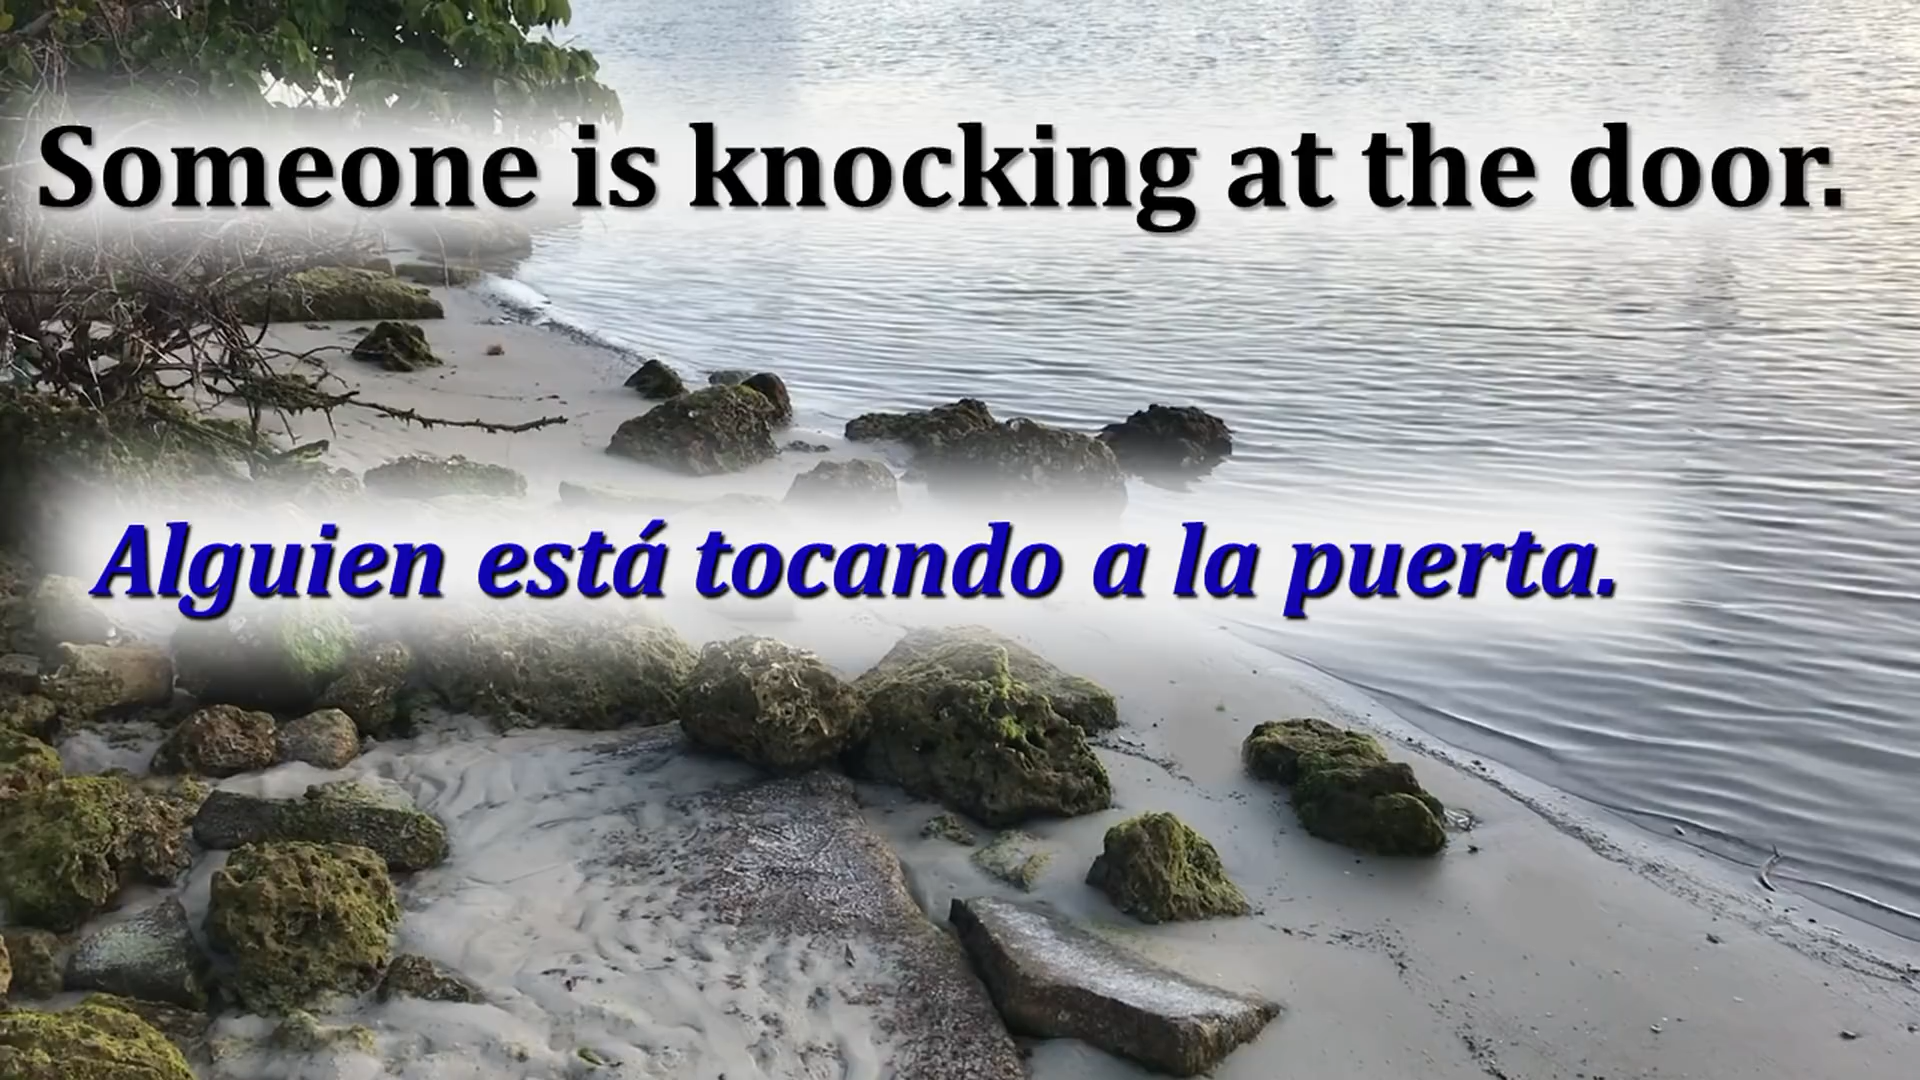 Someone is knocking at the door.
Alguien está tocando a la puerta.